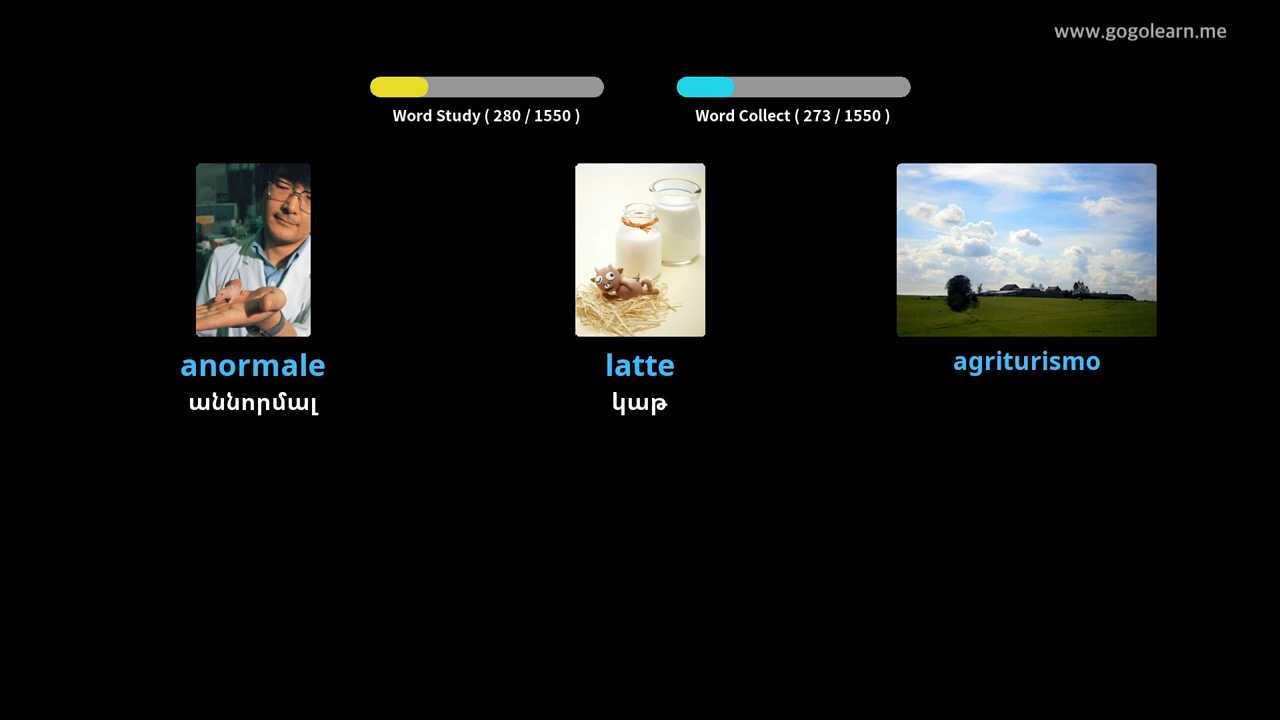 www.gogolearn.me
Word Study ( 280 / 1550 )
Word Collect ( 273 / 1550 )
anormale
աննորմալ
latte
կաթ
agriturismo